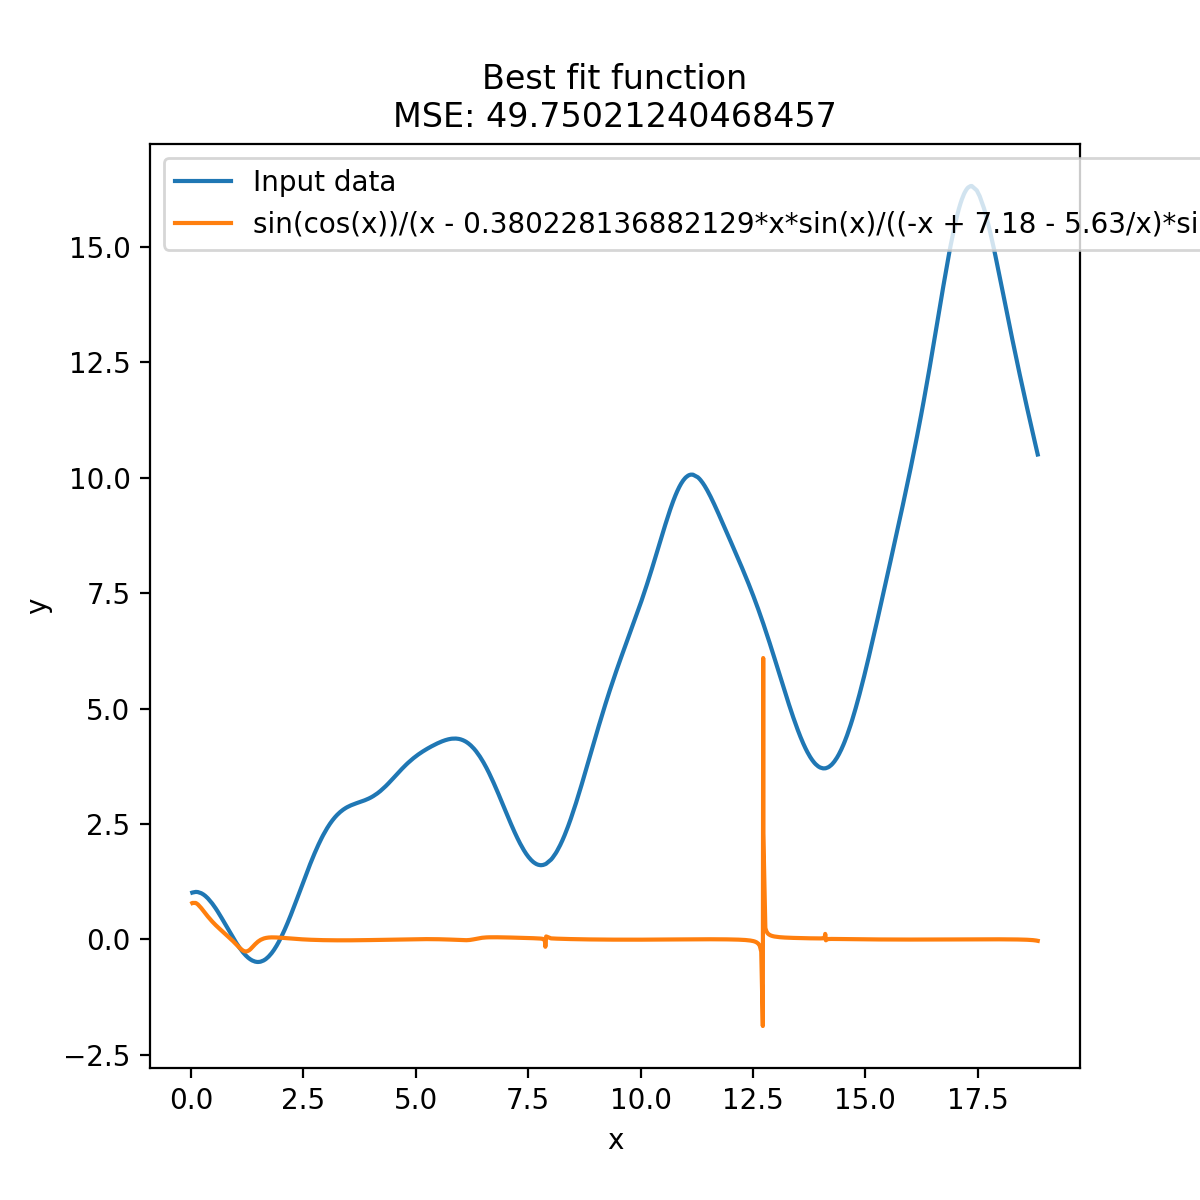 Best fit function
MSE: 49.75021240468457
Input data
sin(cos(x))/(x - 0.380228136882129*x*sin(x)/((-x + 7.18 - 5.63/x)*si
15.0
12.5
10.0
7.5
5.0
2.5
0.0
−2.5
y
0.0 2.5 5.0 7.5 10.0 12.5 15.0 17.5
x